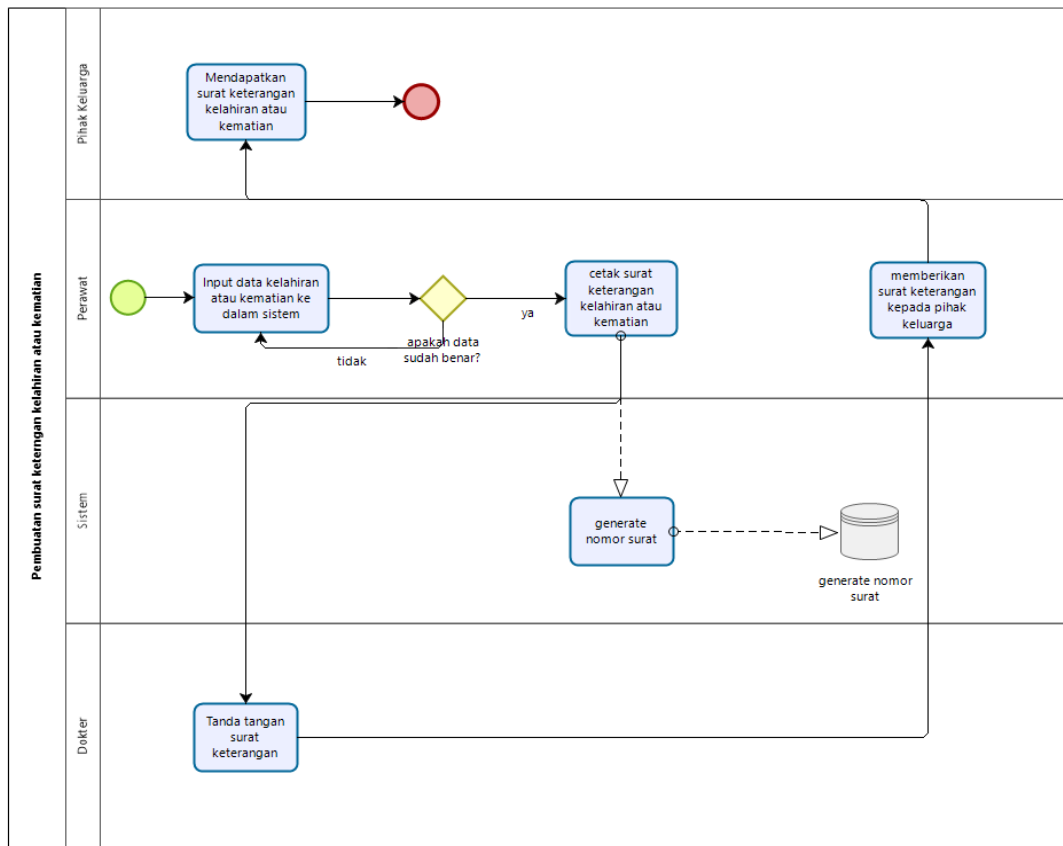 Pembuatan surat keterngan kelahiran atau kematian
Pihak Keluarga
Mendapatkan
surat keterangan
kelahiran atau
kematian
Perawat
Input data kelahiran
atau kematian ke
dalam sistem
apakah data
sudah benar?
tidak
ya
cetak surat
keterangan
kelahiran atau
kematian
memberikan
surat keterangan
kepada pihak
keluarga
Sistem
generate
nomor surat
generate nomor
surat
Dokter
Tanda tangan
surat
keterangan